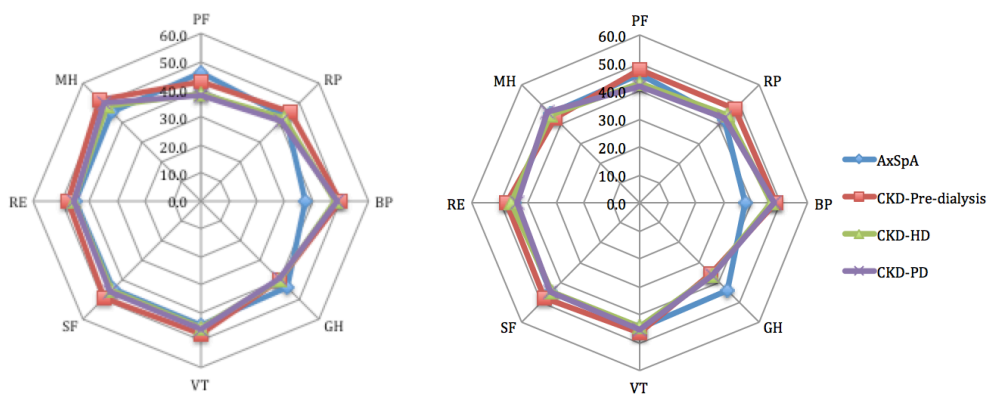 PF
60.0
50.0
40.0
30.0
20.0
10.0
0.0
RP
BP
GH
VT
SF
RE
MH
PF
60.0
50.0
40.0
30.0
20.0
10.0
0.0
RP
BP
GH
VT
SF
RE
MH
AxSpA
CKD-Pre-dialysis
CKD-HD
CKD-PD